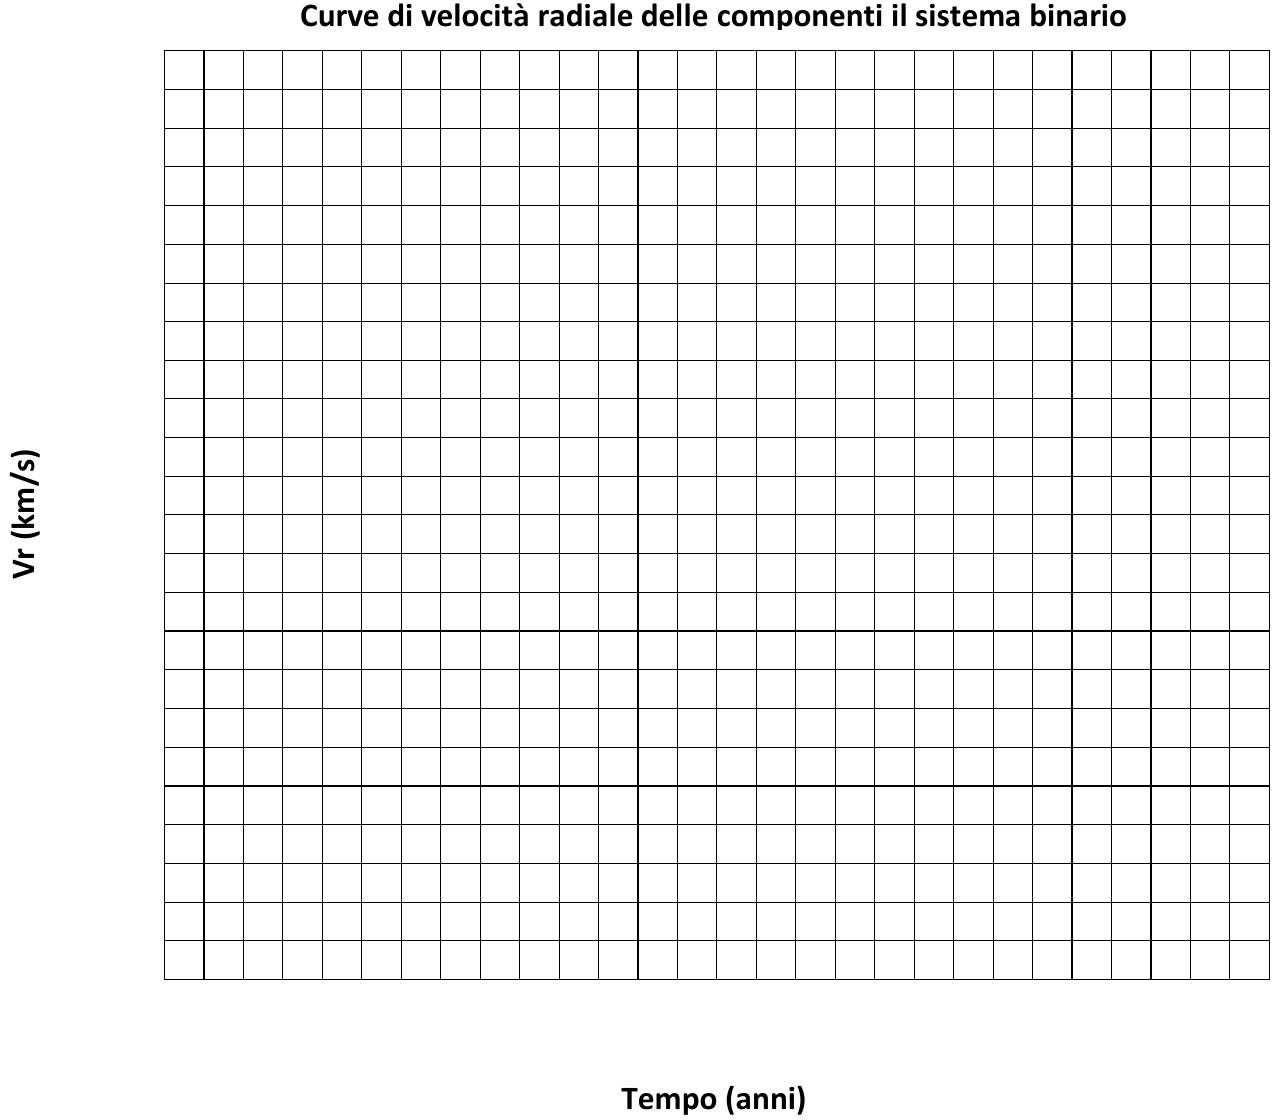 Curve di velocità radiale delle componenti il sistema binario
Vr (km/s)
Tempo (anni)